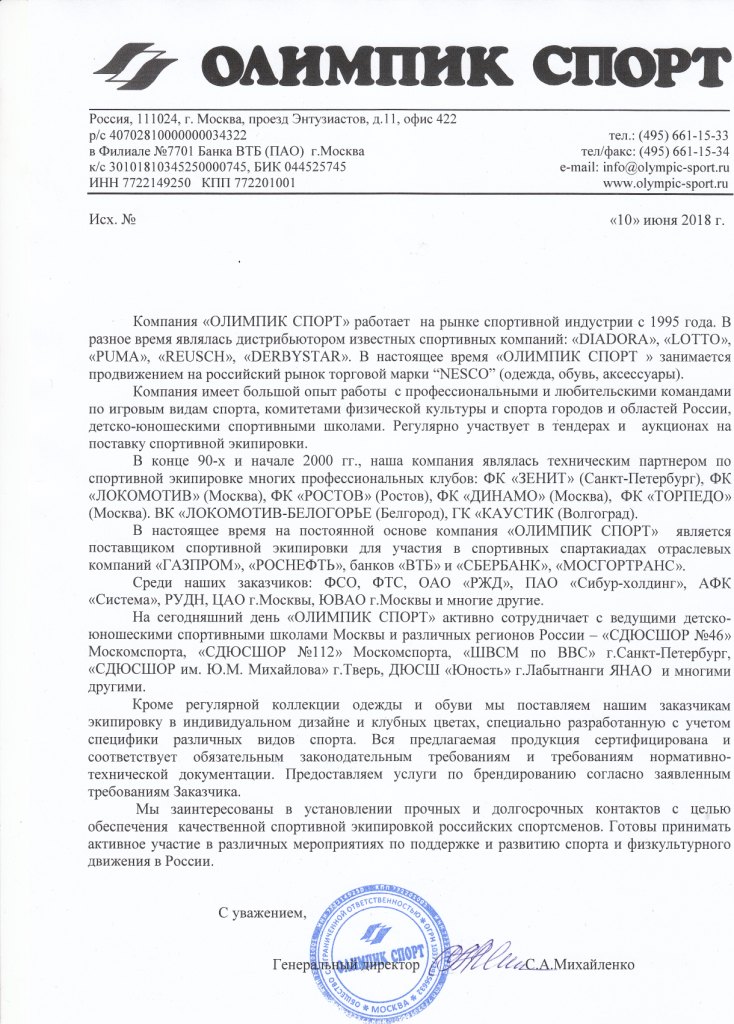 ОЛИМПИК СПОРТ
Россия, 111024, г. Москва, проезд Энтузиастов, д.11, офис 422
р/с 40702810000000034322 тел.: (495) 661-15-33
в Филиале №7701 Банка ВТБ (ПАО) г.Москва тел/факс: (495) 661-15-34
к/с 30101810345250000745, БИК 044525745 e-mail: info@olympic-sport.ru
ИНН 7722149250 КПП 772201001 www.olympic-sport.ru
Исх. № «10» июня 2018 г.
Компания «ОЛИМПИК СПОРТ» работает на рынке спортивной индустрии с 1995 года. В
разное время являлась дистрибьютором известных спортивных компаний: «DIADORA», «LOTTO»,
«PUMA», «REUSCH», «DERBYSTAR». В настоящее время «ОЛИМПИК СПОРТ » занимается
продвижением на российский рынок торговой марки “NESCO” (одежда, обувь, аксессуары).
Компания имеет большой опыт работы с профессиональными и любительскими командами
по игровым видам спорта, комитетами физической культуры и спорта городов и областей России,
детско-юношескими спортивными школами. Регулярно участвует в тендерах и аукционах на
поставку спортивной экипировки.
В конце 90-х и начале 2000 гг., наша компания являлась техническим партнером по
спортивной экипировке многих профессиональных клубов: ФК «ЗЕНИТ» (Санкт-Петербург), ФК
«ЛОКОМОТИВ» (Москва), ФК «РОСТОВ» (Ростов), ФК «ДИНАМО» (Москва), ФК «ТОРПЕДО»
(Москва). ВК «ЛОКОМОТИВ-БЕЛОГОРЬЕ (Белгород), ГК «КАУСТИК (Волгоград).
В настоящее время на постоянной основе компания «ОЛИМПИК СПОРТ» является
поставщиком спортивной экипировки для участия в спортивных спартакиадах отраслевых
компаний «ГАЗПРОМ», «РОСНЕФТЬ», банков «ВТБ» и «СБЕРБАНК», «МОСГОРТРАНС».
Среди наших заказчиков: ФСО, ФТС, ОАО «РЖД», ПАО «Сибур-холдинг», АФК
«Система», РУДН, ЦАО г.Москвы, ЮВАО г.Москвы и многие другие.
На сегодняшний день «ОЛИМПИК СПОРТ» активно сотрудничает с ведущими детско-
юношескими спортивными школами Москвы и различных регионов России – «СДЮСШОР №46»
Москомспорта, «СДЮСШОР №112» Москомспорта, «ШВСМ по ВВС» г.Санкт-Петербург,
«СДЮСШОР им. Ю.М. Михайлова» г.Тверь, ДЮСШ «Юность» г.Лабытнанги ЯНАО и многими
другими.
Кроме регулярной коллекции одежды и обуви мы поставляем нашим заказчикам
экипировку в индивидуальном дизайне и клубных цветах, специально разработанную с учетом
специфики различных видов спорта. Вся предлагаемая продукция сертифицирована и
соответствует обязательным законодательным требованиям и требованиям нормативно-
технической документации. Предоставляем услуги по брендированию согласно заявленным
требованиям Заказчика.
Мы заинтересованы в установлении прочных и долгосрочных контактов с целью
обеспечения качественной спортивной экипировкой российских спортсменов. Готовы принимать
активное участие в различных мероприятиях по поддержке и развитию спорта и физкультурного
движения в России.
С уважением,
Генеральный директор С.А.Михайленко
ОЛИМПИК СПОРТ
МОСКВА